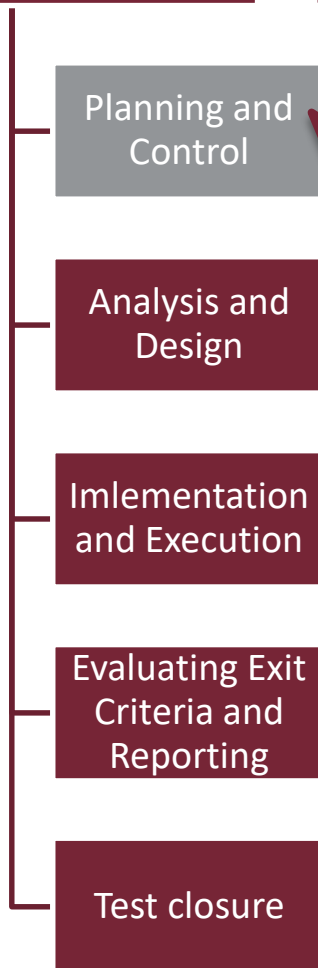 Planning and
Control
Analysis and
Design
Imlementation
and Execution
Evaluating Exit
Criteria and
Reporting
Test closure